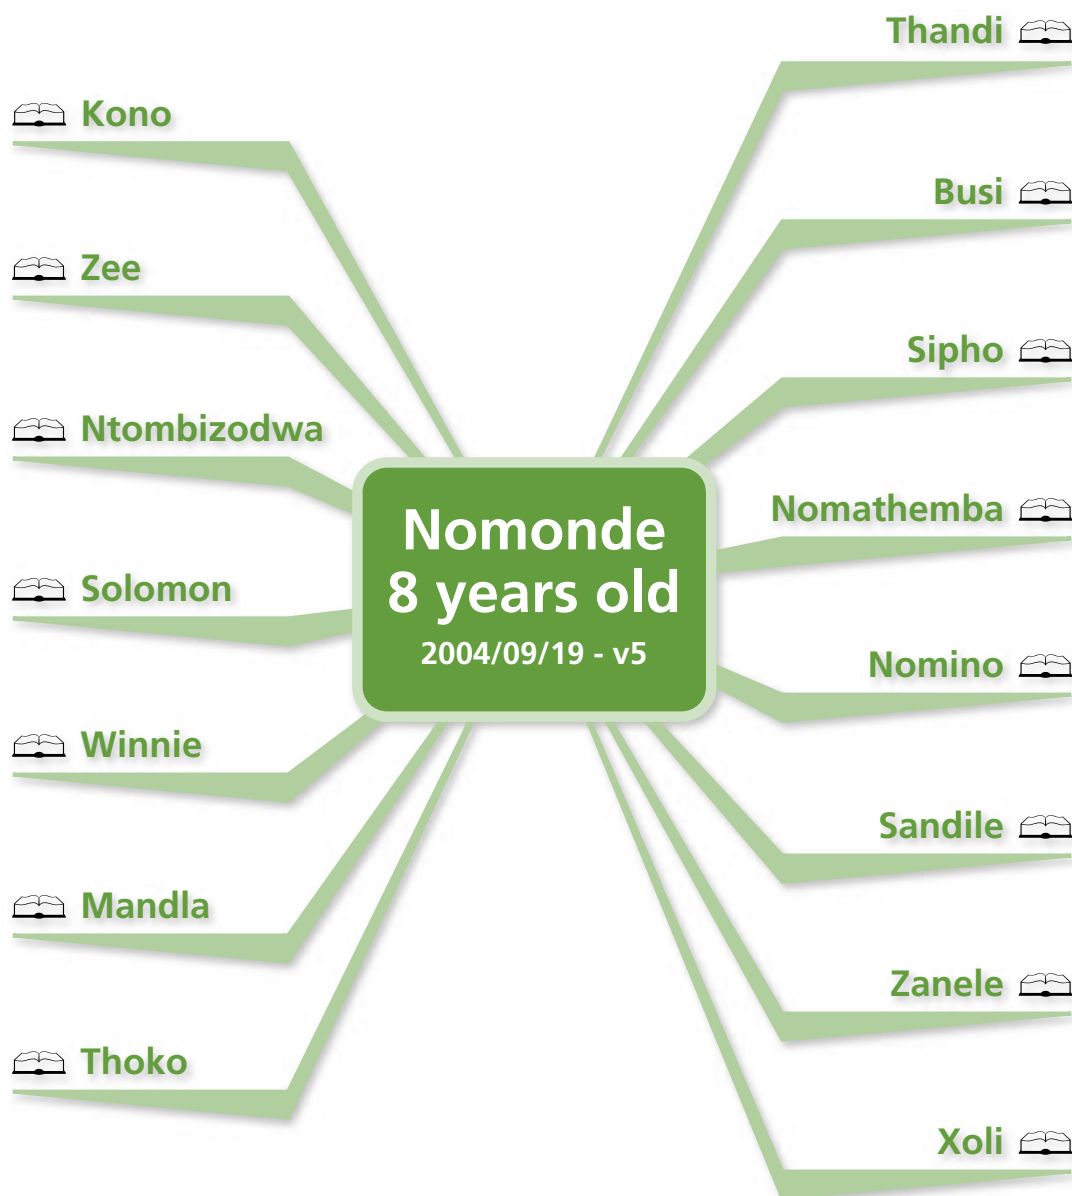 Thandi
Kono
Busi
Zee
Sipho
Ntombizodwa
Nomathemba
Nomonde
8 years old
2004/09/19 - v5
Solomon
Nomino
Winnie
Sandile
Mandla
Zanele
Thoko
Xoli